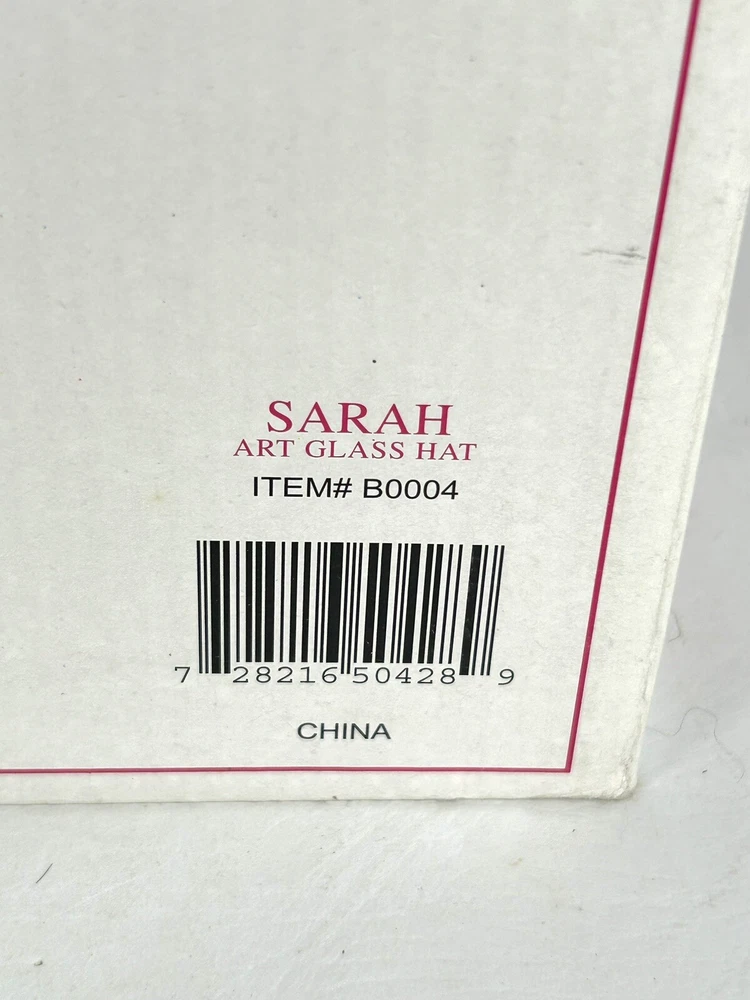 SARAH
ART GLASS HAT
ITEM# B0004
7 28216 50428 9
CHINA